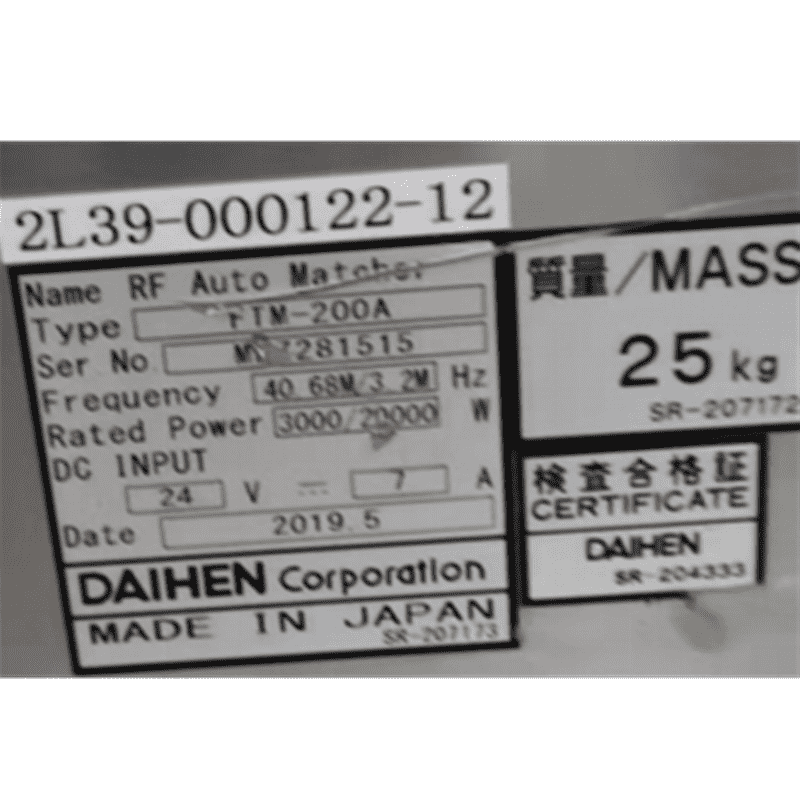 2L39-000122-12
Name RF Auto Matcher
Type -200A
Ser No. 281515
Frequency 40.68M/3.2M Hz
Rated Power 3000/20000 W
DC INPUT
24 V 7 A
Date 2019.5
DAIHEN Corporation
MADE IN JAPAN
SR-207173
質量/MASS
25 kg
SR-207172
検査合格証
CERTIFICATE
DAIHEN
SR-204333